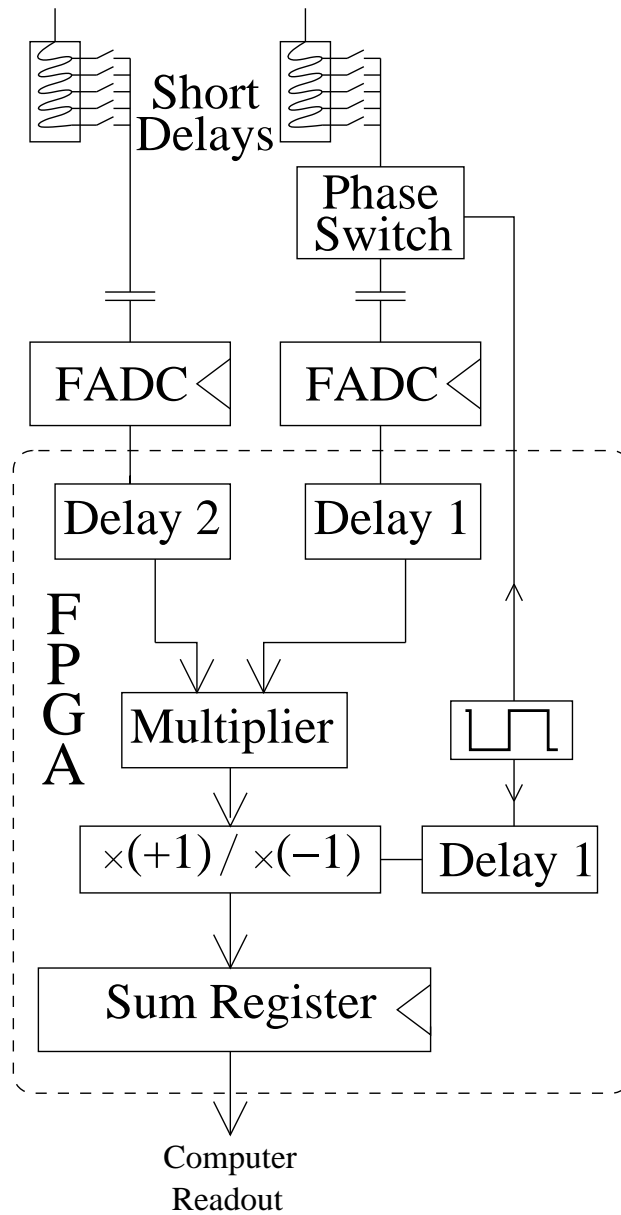 Short
Delays
Phase
Switch
FADC
FADC
Delay 2
Delay 1
F
P
G
A
Multiplier
×(+1) / ×(−1)
Delay 1
Sum Register
Computer
Readout